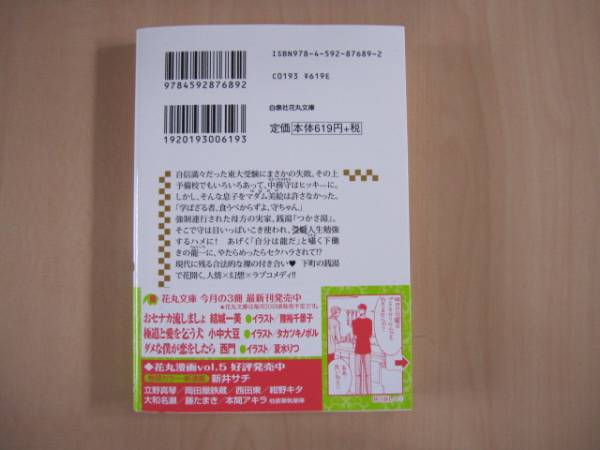 ISBN978-4-592-87689-2
C0193 ¥619E
9784592876892
白泉社花丸文庫
定価 本体619円+税
1920193006193
自信満々だった東大受験にまさかの失敗。その上
予備校でもいろいろあって、中務守はヒッキーに。
しかし、そんな息子をマダム美絵は許さなかった。
「学ばざる者、食うべからずよ、守ちゃん」
強制連行された母方の実家、銭湯『つかさ湯』。
そこで守は目いっぱいこき使われ、
人生勉強
するハメに! あげく「自分は龍だ」と囁く下働
きの龍一に、やたらめったらセクハラされて!?
現代に残る合法的な裸の付き合い♥ 下町の銭湯
で花開く、人情×幻想×ラブコメディ!!
花丸文庫 今月の3冊 最新刊発売中
おセナカ流しましょ 結城一美 ●イラスト/陸裕千景子
極道と愛を乞う犬 小中大豆 ●イラスト/タカツキノボル
ダメな僕が恋をしたら 西門 ●イラスト/夏水りつ
◆花丸漫画vol.5 好評発売中
新井サチ
立野真琴/岡田屋鉄蔵/西田東/紺野キタ
大和名瀬/藤たまき/本間アキラ 他豪華執筆陣